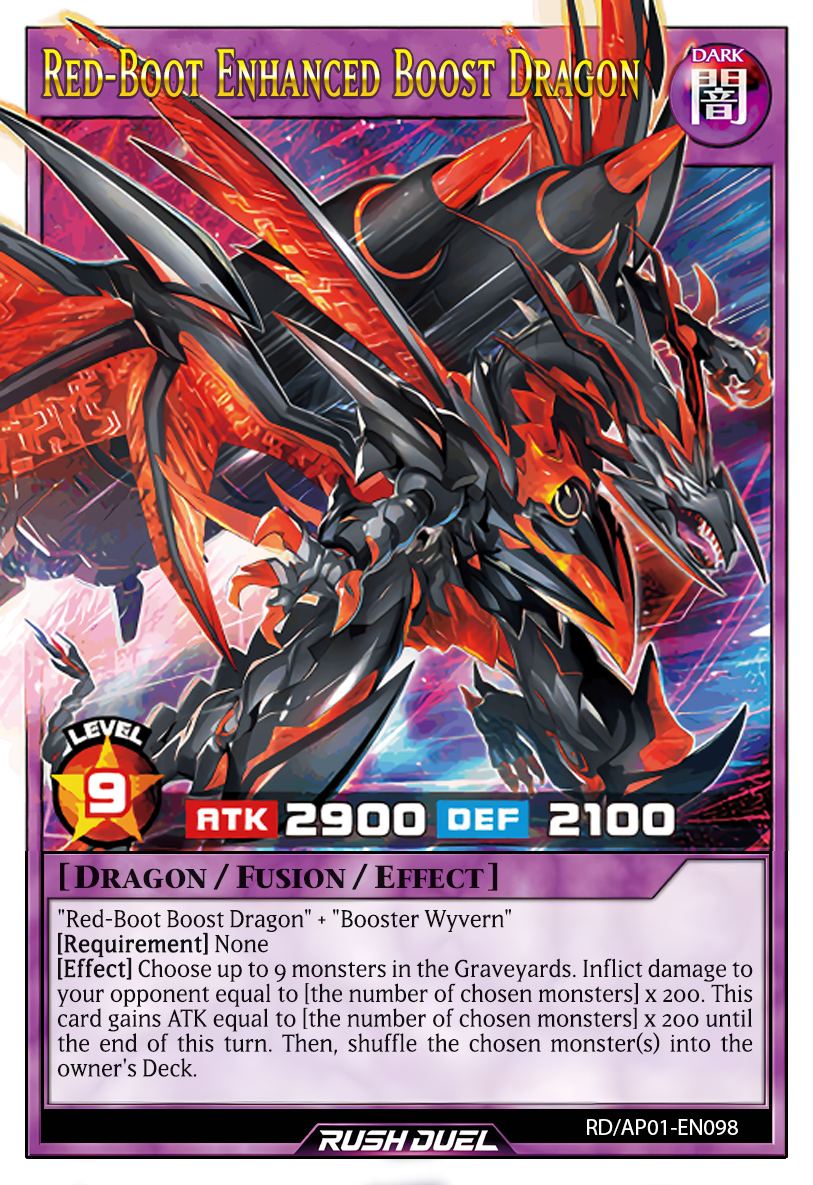 RED-BOOT ENHANCED BOOST DRAGON
DARK
闇
LEVEL
9
ATK 2900 DEF 2100
[ DRAGON / FUSION / EFFECT ]
"Red-Boot Boost Dragon" + "Booster Wyvern"
[Requirement] None
[Effect] Choose up to 9 monsters in the Graveyards. Inflict damage to
your opponent equal to [the number of chosen monsters] x 200. This
card gains ATK equal to [the number of chosen monsters] x 200 until
the end of this turn. Then, shuffle the chosen monster(s) into the
owner's Deck.
RD/AP01-EN098
RUSH DUEL